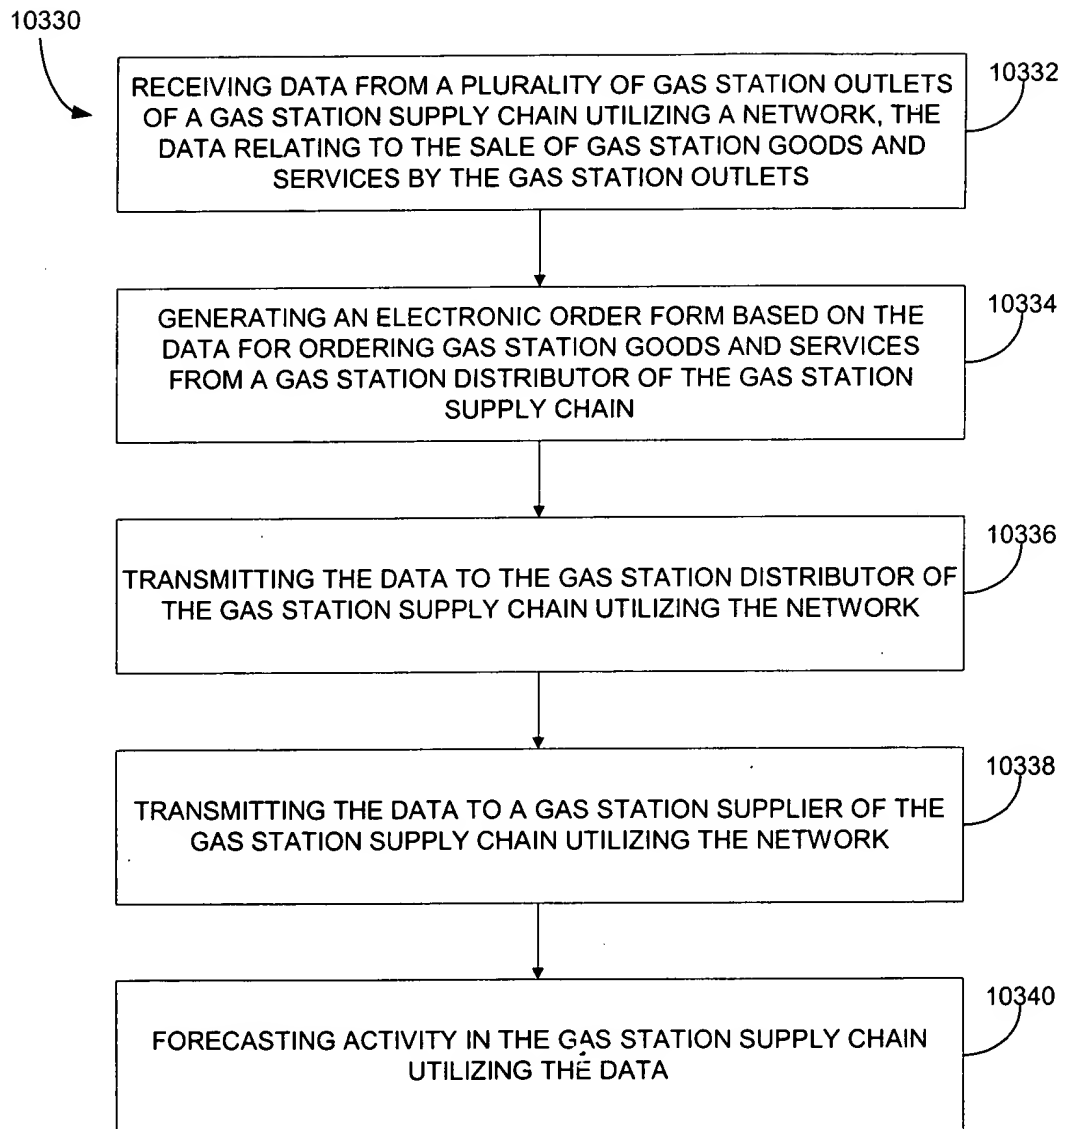 10330
RECEIVING DATA FROM A PLURALITY OF GAS STATION OUTLETS
OF A GAS STATION SUPPLY CHAIN UTILIZING A NETWORK, THE
DATA RELATING TO THE SALE OF GAS STATION GOODS AND
SERVICES BY THE GAS STATION OUTLETS
10332
GENERATING AN ELECTRONIC ORDER FORM BASED ON THE
DATA FOR ORDERING GAS STATION GOODS AND SERVICES
FROM A GAS STATION DISTRIBUTOR OF THE GAS STATION
SUPPLY CHAIN
10334
TRANSMITTING THE DATA TO THE GAS STATION DISTRIBUTOR OF
THE GAS STATION SUPPLY CHAIN UTILIZING THE NETWORK
10336
TRANSMITTING THE DATA TO A GAS STATION SUPPLIER OF THE
GAS STATION SUPPLY CHAIN UTILIZING THE NETWORK
10338
FORECASTING ACTIVITY IN THE GAS STATION SUPPLY CHAIN
UTILIZING THE DATA
10340